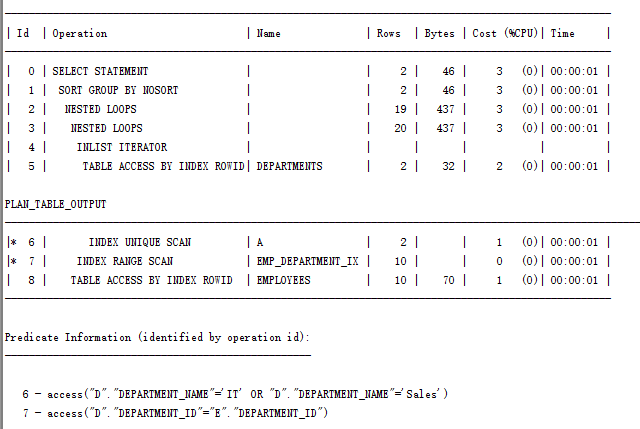 | Id | Operation | Name | Rows | Bytes | Cost (%CPU)| Time |
| 0 | SELECT STATEMENT | | 2 | 46 | 3 (0)| 00:00:01 |
| 1 | SORT GROUP BY NOSORT | | 2 | 46 | 3 (0)| 00:00:01 |
| 2 | NESTED LOOPS | | 19 | 437 | 3 (0)| 00:00:01 |
| 3 | NESTED LOOPS | | 20 | 437 | 3 (0)| 00:00:01 |
| 4 | INLIST ITERATOR | | | | | |
| 5 | TABLE ACCESS BY INDEX ROWID| DEPARTMENTS | 2 | 32 | 2 (0)| 00:00:01 |
PLAN_TABLE_OUTPUT
|* 6 | INDEX UNIQUE SCAN | A | 2 | | 1 (0)| 00:00:01 |
|* 7 | INDEX RANGE SCAN | EMP_DEPARTMENT_IX | 10 | | 0 (0)| 00:00:01 |
| 8 | TABLE ACCESS BY INDEX ROWID | EMPLOYEES | 10 | 70 | 1 (0)| 00:00:01 |
Predicate Information (identified by operation id):
6 - access("D"."DEPARTMENT_NAME"='IT' OR "D"."DEPARTMENT_NAME"='Sales')
7 - access("D"."DEPARTMENT_ID"="E"."DEPARTMENT_ID")